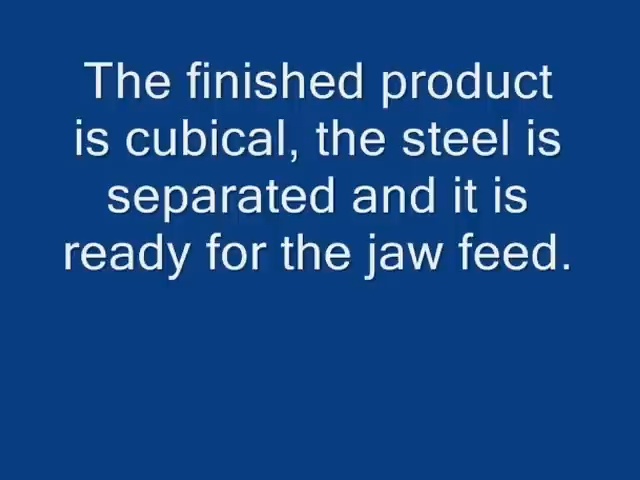 The finished product
is cubical, the steel is
separated and it is
ready for the jaw feed.